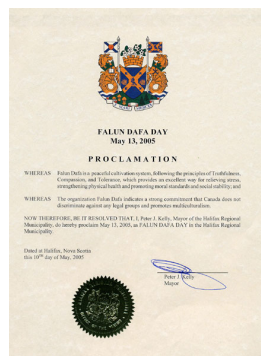 FALUN DAFA DAY
May 13, 2005
PROCLAMATION
WHEREAS Falun Dafa is a peaceful cultivation system, following the principles of Truthfulness,
Compassion, and Tolerance, which provides an excellent way for relieving stress,
strengthening physical health and promoting moral standards and social stability; and
WHEREAS The organization Falun Dafa indicates a strong commitment that Canada does not
discriminate against any legal groups and promotes multiculturalism.
NOW THEREFORE, BE IT RESOLVED THAT, I, Peter J. Kelly, Mayor of the Halifax Regional
Municipality, do hereby proclaim May 13, 2005, as FALUN DAFA DAY in the Halifax Regional
Municipality.
Dated at Halifax, Nova Scotia
this 10th day of May, 2005
Peter J. Kelly
Mayor